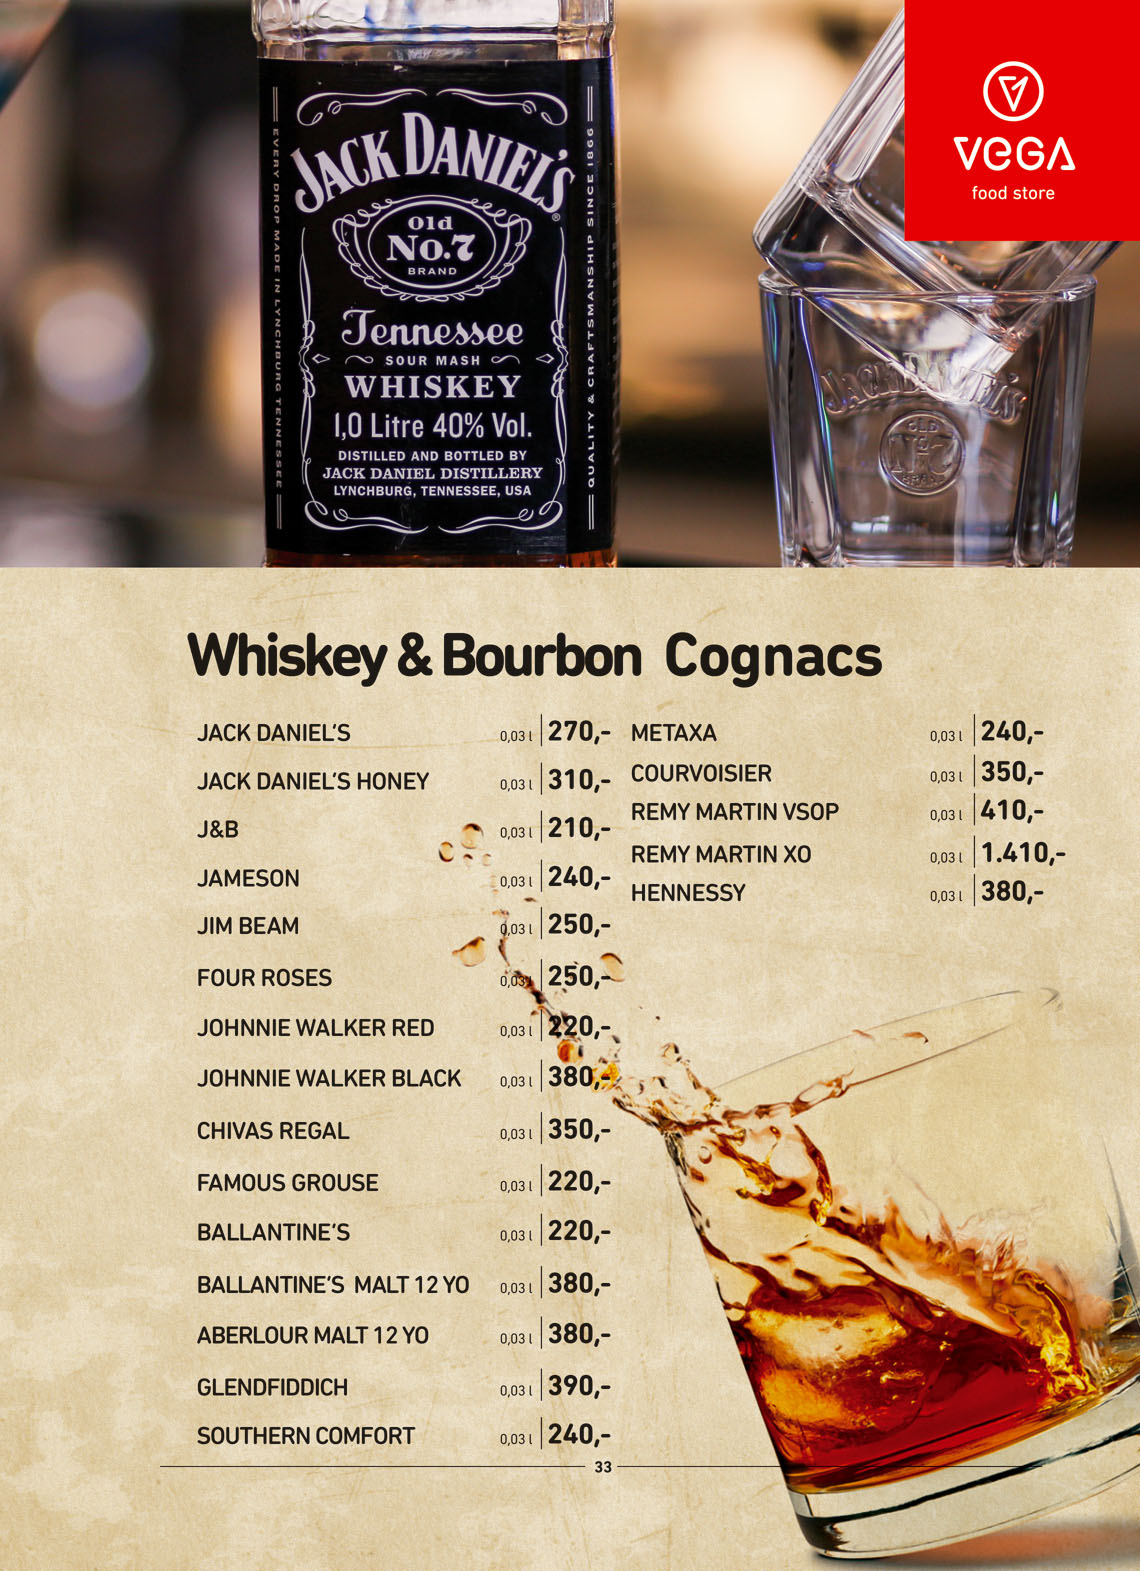 VEGA
food store
EVERY DROP MADE IN LYNCHBURG TENNESSEE
JACK DANIEL'S
®
Old
No.7
BRAND
Tennessee
SOUR MASH
WHISKEY
1,0 Litre 40% Vol.
DISTILLED AND BOTTLED BY
JACK DANIEL DISTILLERY
LYNCHBURG, TENNESSEE, USA
QUALITY & CRAFTSMANSHIP SINCE 1866
JACK DANIEL'S
OLD
No7
BRAND
Whiskey & Bourbon
JACK DANIEL'S 0,03 l 270,-
JACK DANIEL'S HONEY 0,03 l 310,-
J&B 0,03 l 210,-
JAMESON 0,03 l 240,-
JIM BEAM 0,03 l 250,-
FOUR ROSES 0,03 l 250,-
JOHNNIE WALKER RED 0,03 l 220,-
JOHNNIE WALKER BLACK 0,03 l 380,-
CHIVAS REGAL 0,03 l 350,-
FAMOUS GROUSE 0,03 l 220,-
BALLANTINE'S 0,03 l 220,-
BALLANTINE'S MALT 12 YO 0,03 l 380,-
ABERLOUR MALT 12 YO 0,03 l 380,-
GLENDFIDDICH 0,03 l 390,-
SOUTHERN COMFORT 0,03 l 240,-
Cognacs
METAXA 0,03 l 240,-
COURVOISIER 0,03 l 350,-
REMY MARTIN VSOP 0,03 l 410,-
REMY MARTIN XO 0,03 l 1.410,-
HENNESSY 0,03 l 380,-
33